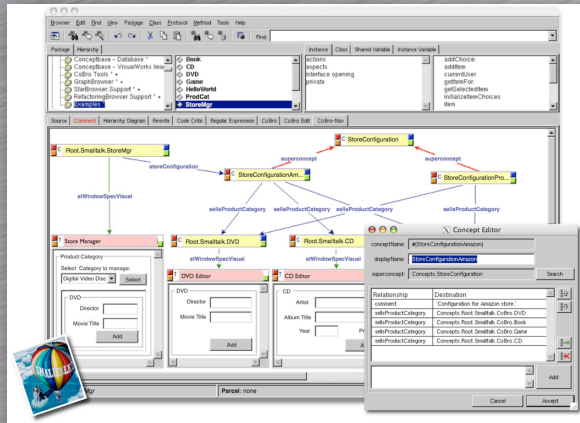 Browser Edit Find View Package Class Protocol Method Tools Help
Find:
Package Hierarchy
Instance Class Shared Variable Instance Variable
Conceptbase - Database * +
Conceptbase - VisualWorks Ima
CoBro Tools * +
GraphBrowser * +
StarBrowser Support * +
RefactoringBrowser Support * +
Examples *
Book
CD
DVD
Game
HelloWorld
ProdCat
StoreMgr
actions
aspects
interface opening
private
addChoice:
addItem
currentUser
getItemFor:
getSelectedItem
initializeItemChoices
item
Source Comment Hierarchy Diagram Rewrite Code Critic Regular Expression CoBro CoBro Edit CoBro-Nav
C Root.Smalltalk.StoreMgr
C StoreConfiguration
superconcept
superconcept
storeConfiguration
C StoreConfigurationAm...
C StoreConfigurationPro...
stWindowSpecVisual
sellsProductCategory
sellsProductCategory
sellsProductCategory
sellsProductCategory
T Store Manager
C Root.Smalltalk.DVD
C Root.Smalltalk.CD
stWindowSpecVisual
stWindowSpecVisual
Product Category
Select Category to manage:
Digital Video Disc
Select
DVD
Director
Movie Title
Add
T DVD Editor
DVD
Director
Movie Title
Add
T CD Editor
CD
Artist
Album Title
Year
Concept Editor
conceptName: #(StoreConfigurationAmazon)
displayName: StoreConfigurationAmazon
superconcept: Concepts.StoreConfiguration
Search
Relationship Destination
comment 'Configuration for Amazon store.'
sellsProductCategory Concepts.Root.Smalltalk.CoBro.DVD
sellsProductCategory Concepts.Root.Smalltalk.CoBro.Book
sellsProductCategory Concepts.Root.Smalltalk.CoBro.Game
sellsProductCategory Concepts.Root.Smalltalk.CoBro.CD
Add
Cancel
Accept
SMALLTALK
Parcel: none